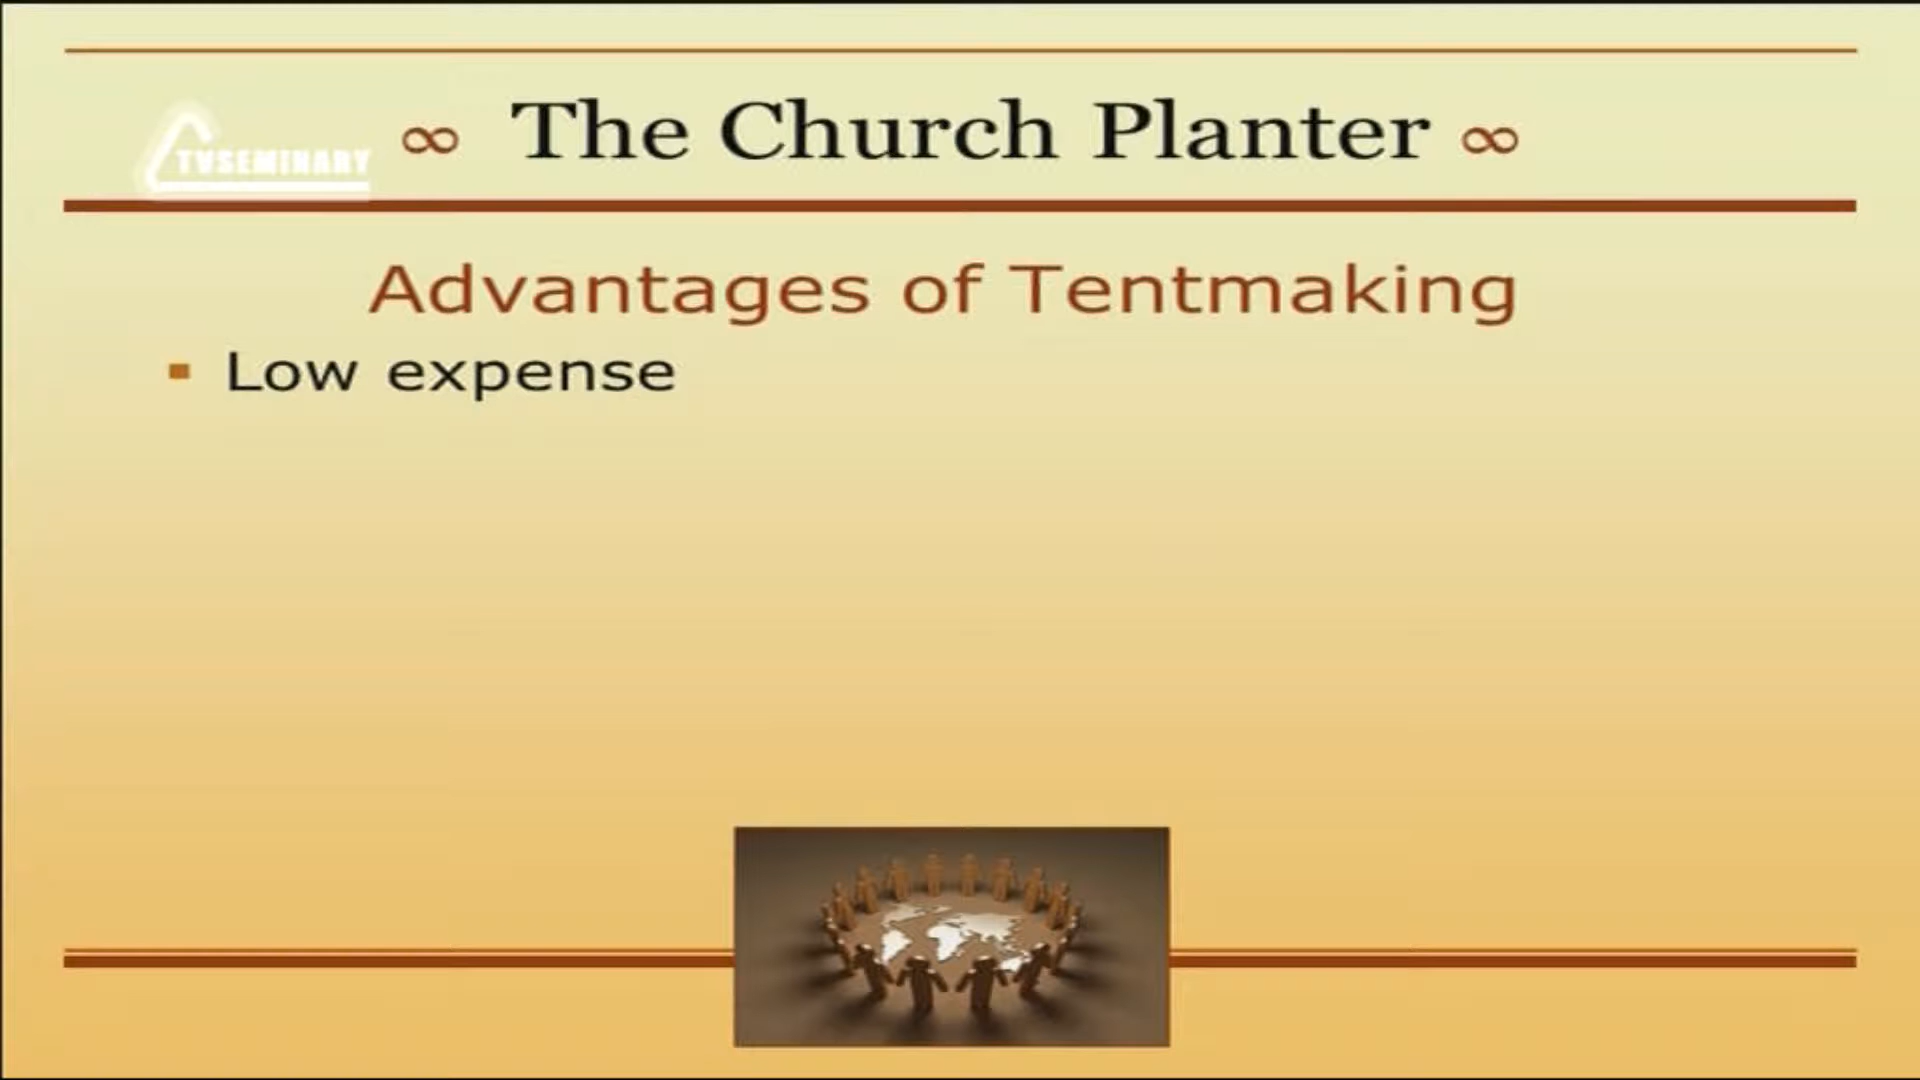 TVSEMINARY
∞ The Church Planter ∞
Advantages of Tentmaking
▪ Low expense